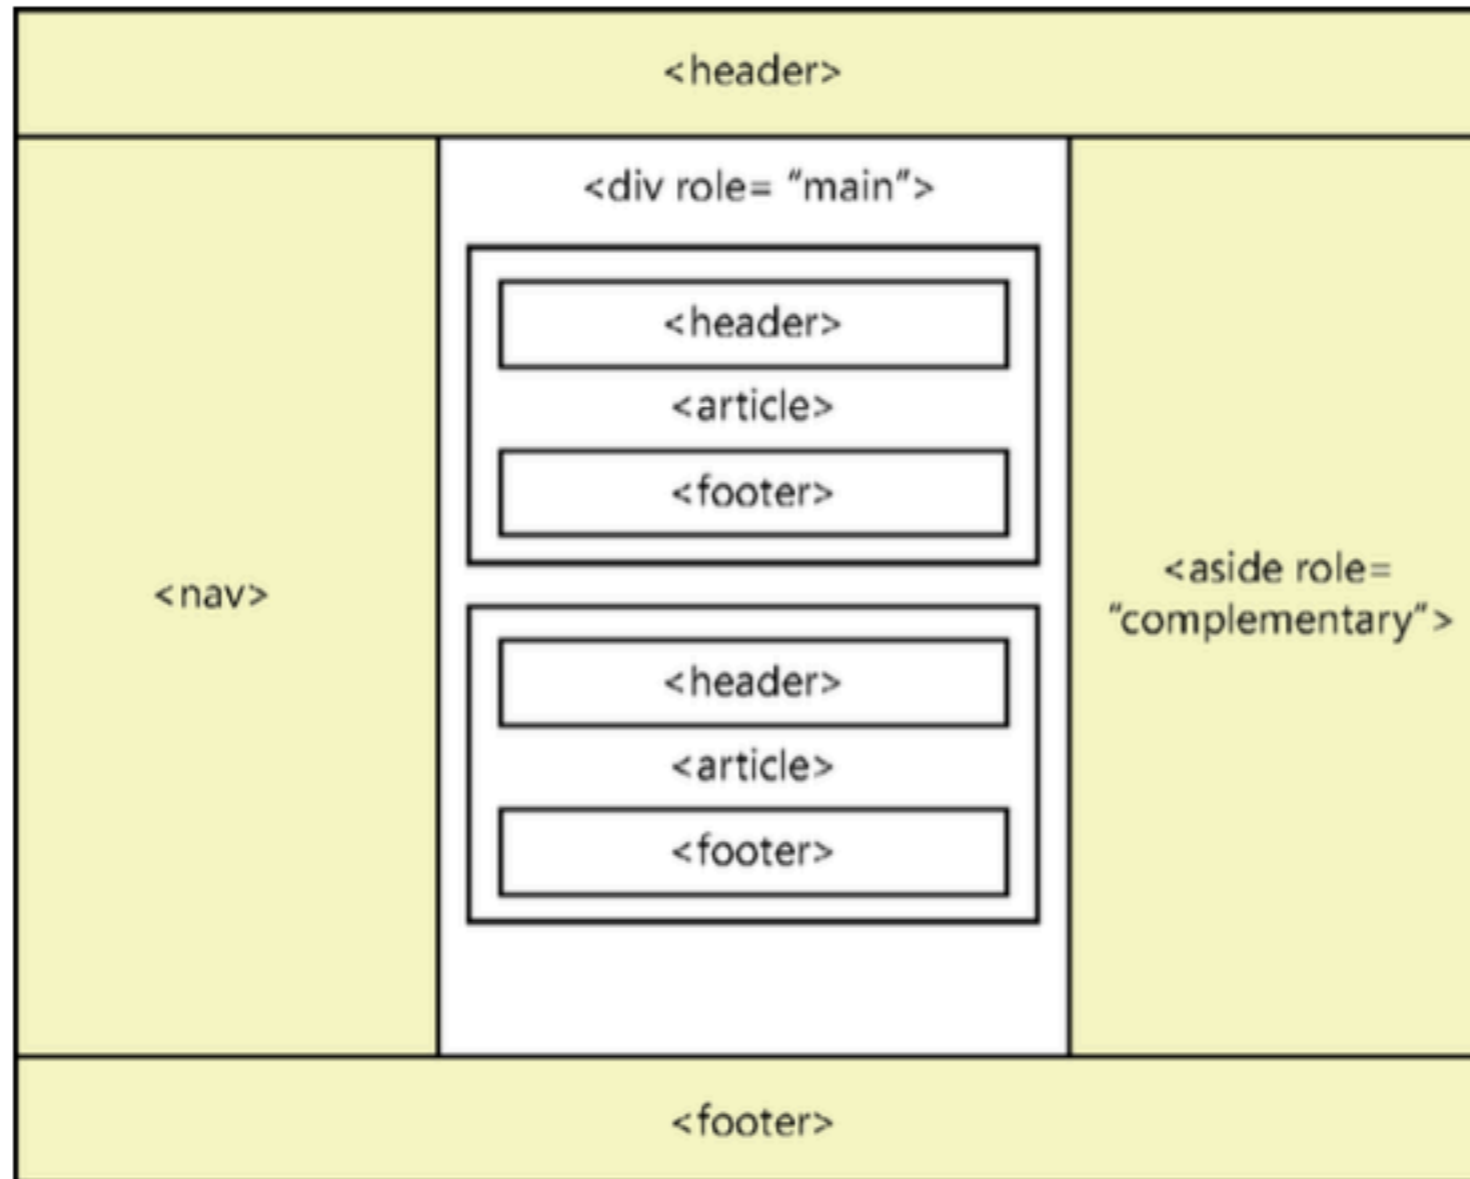 <header>
<nav>
<div role= “main”>
<header>
<article>
<footer>
<header>
<article>
<footer>
<aside role=
“complementary”>
<footer>